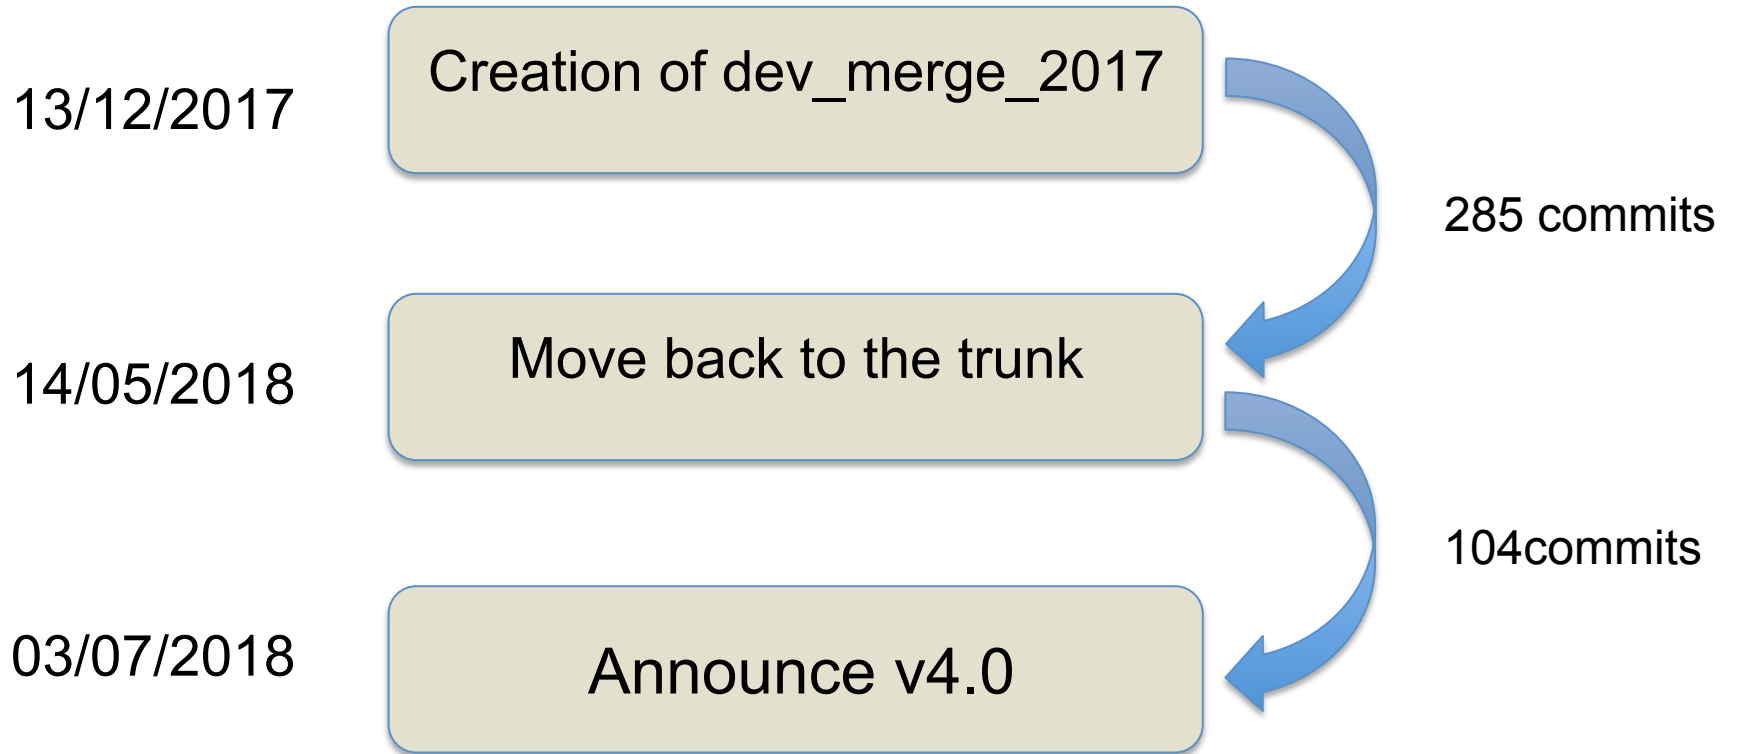 13/12/2017
Creation of dev_merge_2017
285 commits
14/05/2018
Move back to the trunk
104commits
03/07/2018
Announce v4.0